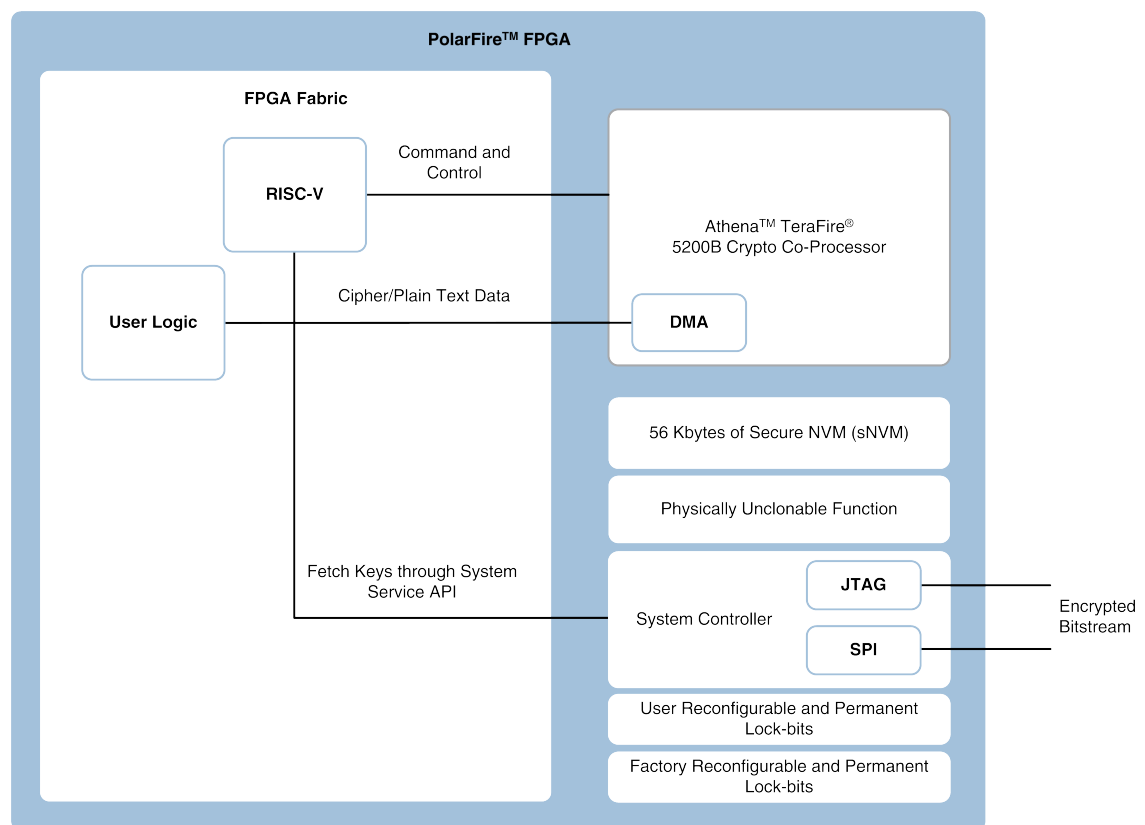 PolarFire™ FPGA
FPGA Fabric
RISC-V
Command and
Control
Athena™ TeraFire®
5200B Crypto Co-Processor
User Logic
Cipher/Plain Text Data
DMA
56 Kbytes of Secure NVM (sNVM)
Physically Unclonable Function
Fetch Keys through System
Service API
System Controller
JTAG
SPI
Encrypted
Bitstream
User Reconfigurable and Permanent
Lock-bits
Factory Reconfigurable and Permanent
Lock-bits